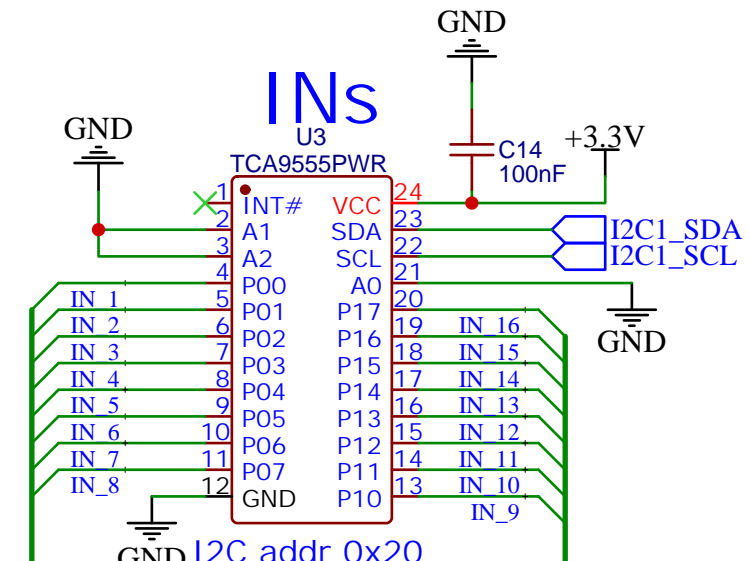 GND
INs
GND
U3
+3.3V
TCA9555PWR
C14
100nF
1 INT# VCC 24
2 A1 SDA 23 I2C1_SDA
3 A2 SCL 22 I2C1_SCL
4 P00 A0 21
IN_1 5 P01 P17 20 GND
IN_2 6 P02 P16 19 IN_16
IN_3 7 P03 P15 18 IN_15
IN_4 8 P04 P14 17 IN_14
IN_5 9 P05 P13 16 IN_13
IN_6 10 P06 P12 15 IN_12
IN_7 11 P07 P11 14 IN_11
IN_8 12 GND P10 13 IN_10
IN_9
GND I2C addr 0x20